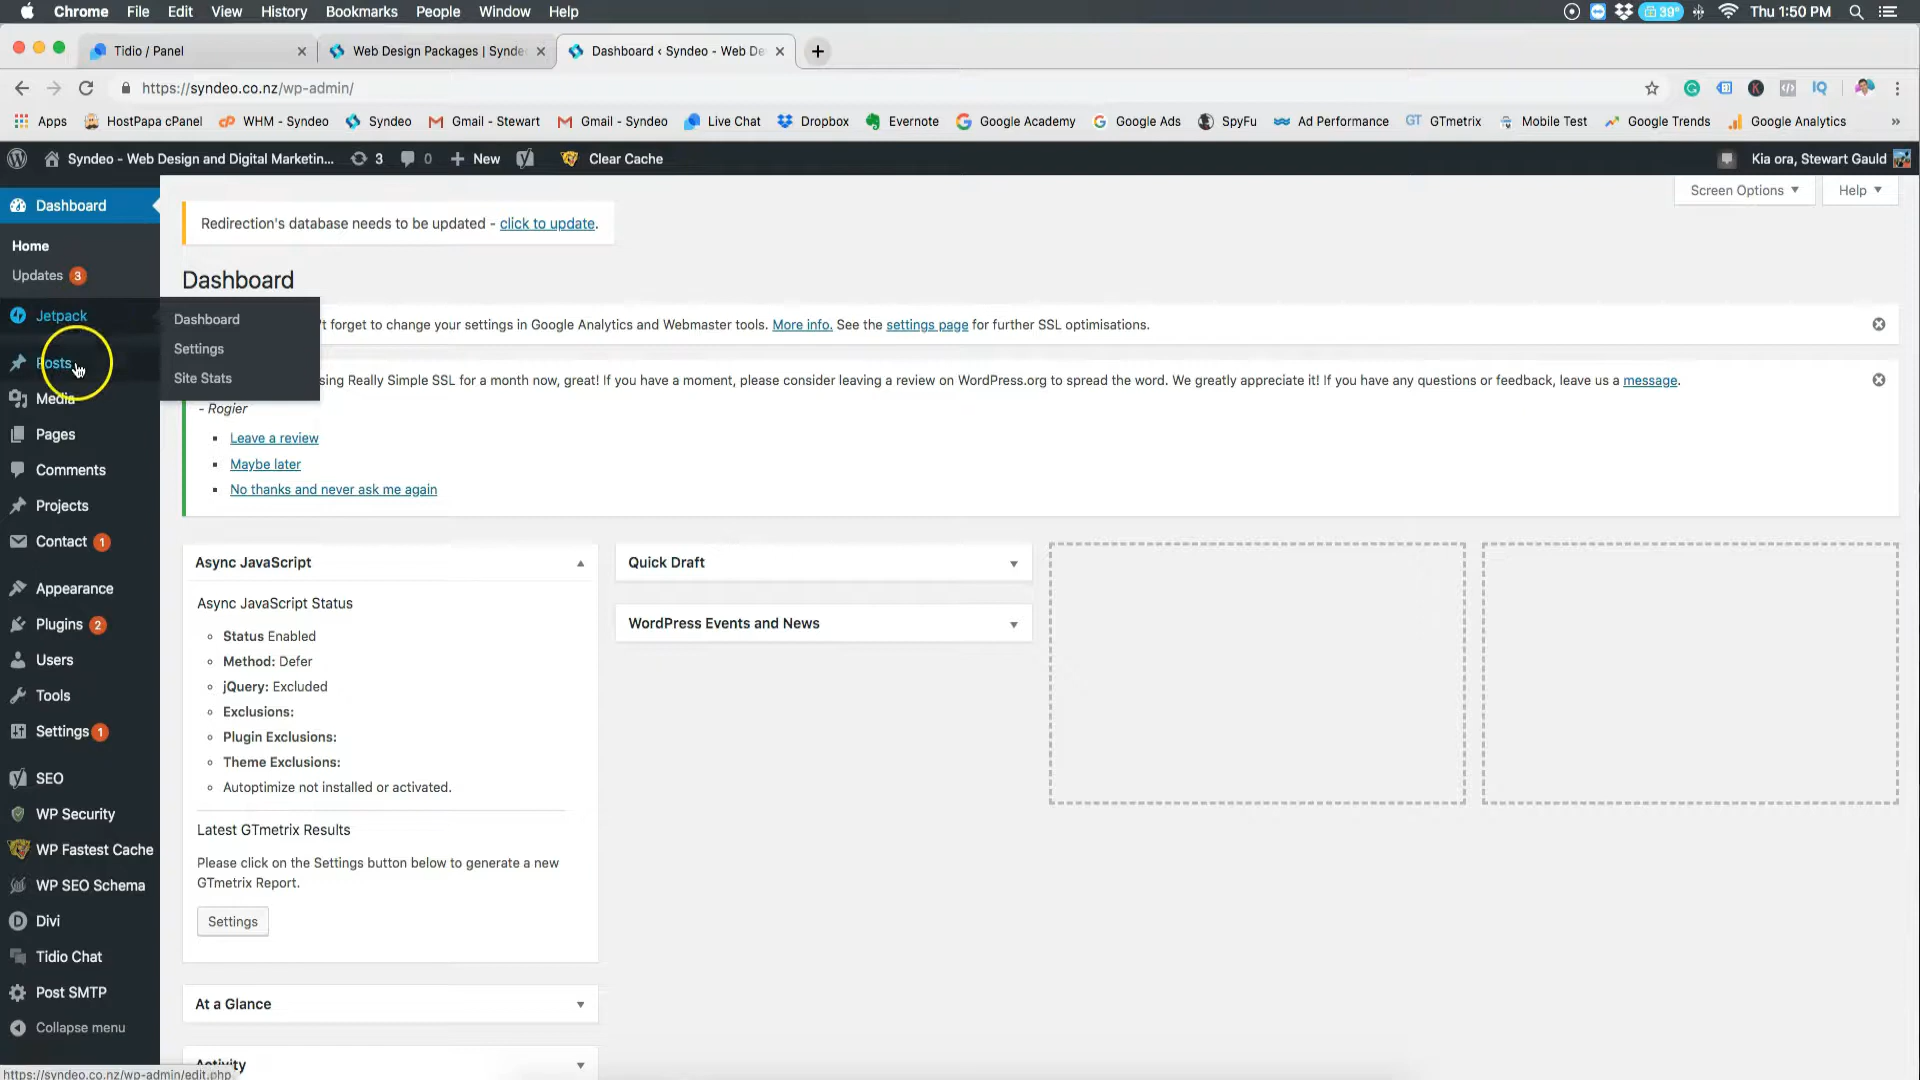 Chrome File Edit View History Bookmarks People Window Help 39° Thu 1:50 PM
Tidio / Panel Web Design Packages | Synde Dashboard ‹ Syndeo - Web De
https://syndeo.co.nz/wp-admin/
Apps HostPapa cPanel WHM - Syndeo Syndeo Gmail - Stewart Gmail - Syndeo Live Chat Dropbox Evernote Google Academy Google Ads SpyFu Ad Performance GTmetrix Mobile Test Google Trends Google Analytics »
Syndeo - Web Design and Digital Marketin... 3 0 New Clear Cache Kia ora, Stewart Gauld
Screen Options Help
Dashboard
Home
Updates 3
Jetpack
Posts
Media
Pages
Comments
Projects
Contact 1
Appearance
Plugins 2
Users
Tools
Settings 1
SEO
WP Security
WP Fastest Cache
WP SEO Schema
Divi
Tidio Chat
Post SMTP
Collapse menu
Dashboard
Settings
Site Stats
Redirection's database needs to be updated - click to update.
Dashboard
't forget to change your settings in Google Analytics and Webmaster tools. More info. See the settings page for further SSL optimisations.
sing Really Simple SSL for a month now, great! If you have a moment, please consider leaving a review on WordPress.org to spread the word. We greatly appreciate it! If you have any questions or feedback, leave us a message.
- Rogier
Leave a review
Maybe later
No thanks and never ask me again
Async JavaScript
Async JavaScript Status
Status Enabled
Method: Defer
jQuery: Excluded
Exclusions:
Plugin Exclusions:
Theme Exclusions:
Autoptimize not installed or activated.
Latest GTmetrix Results
Please click on the Settings button below to generate a new
GTmetrix Report.
Settings
At a Glance
Activity
Quick Draft
WordPress Events and News
https://syndeo.co.nz/wp-admin/edit.php